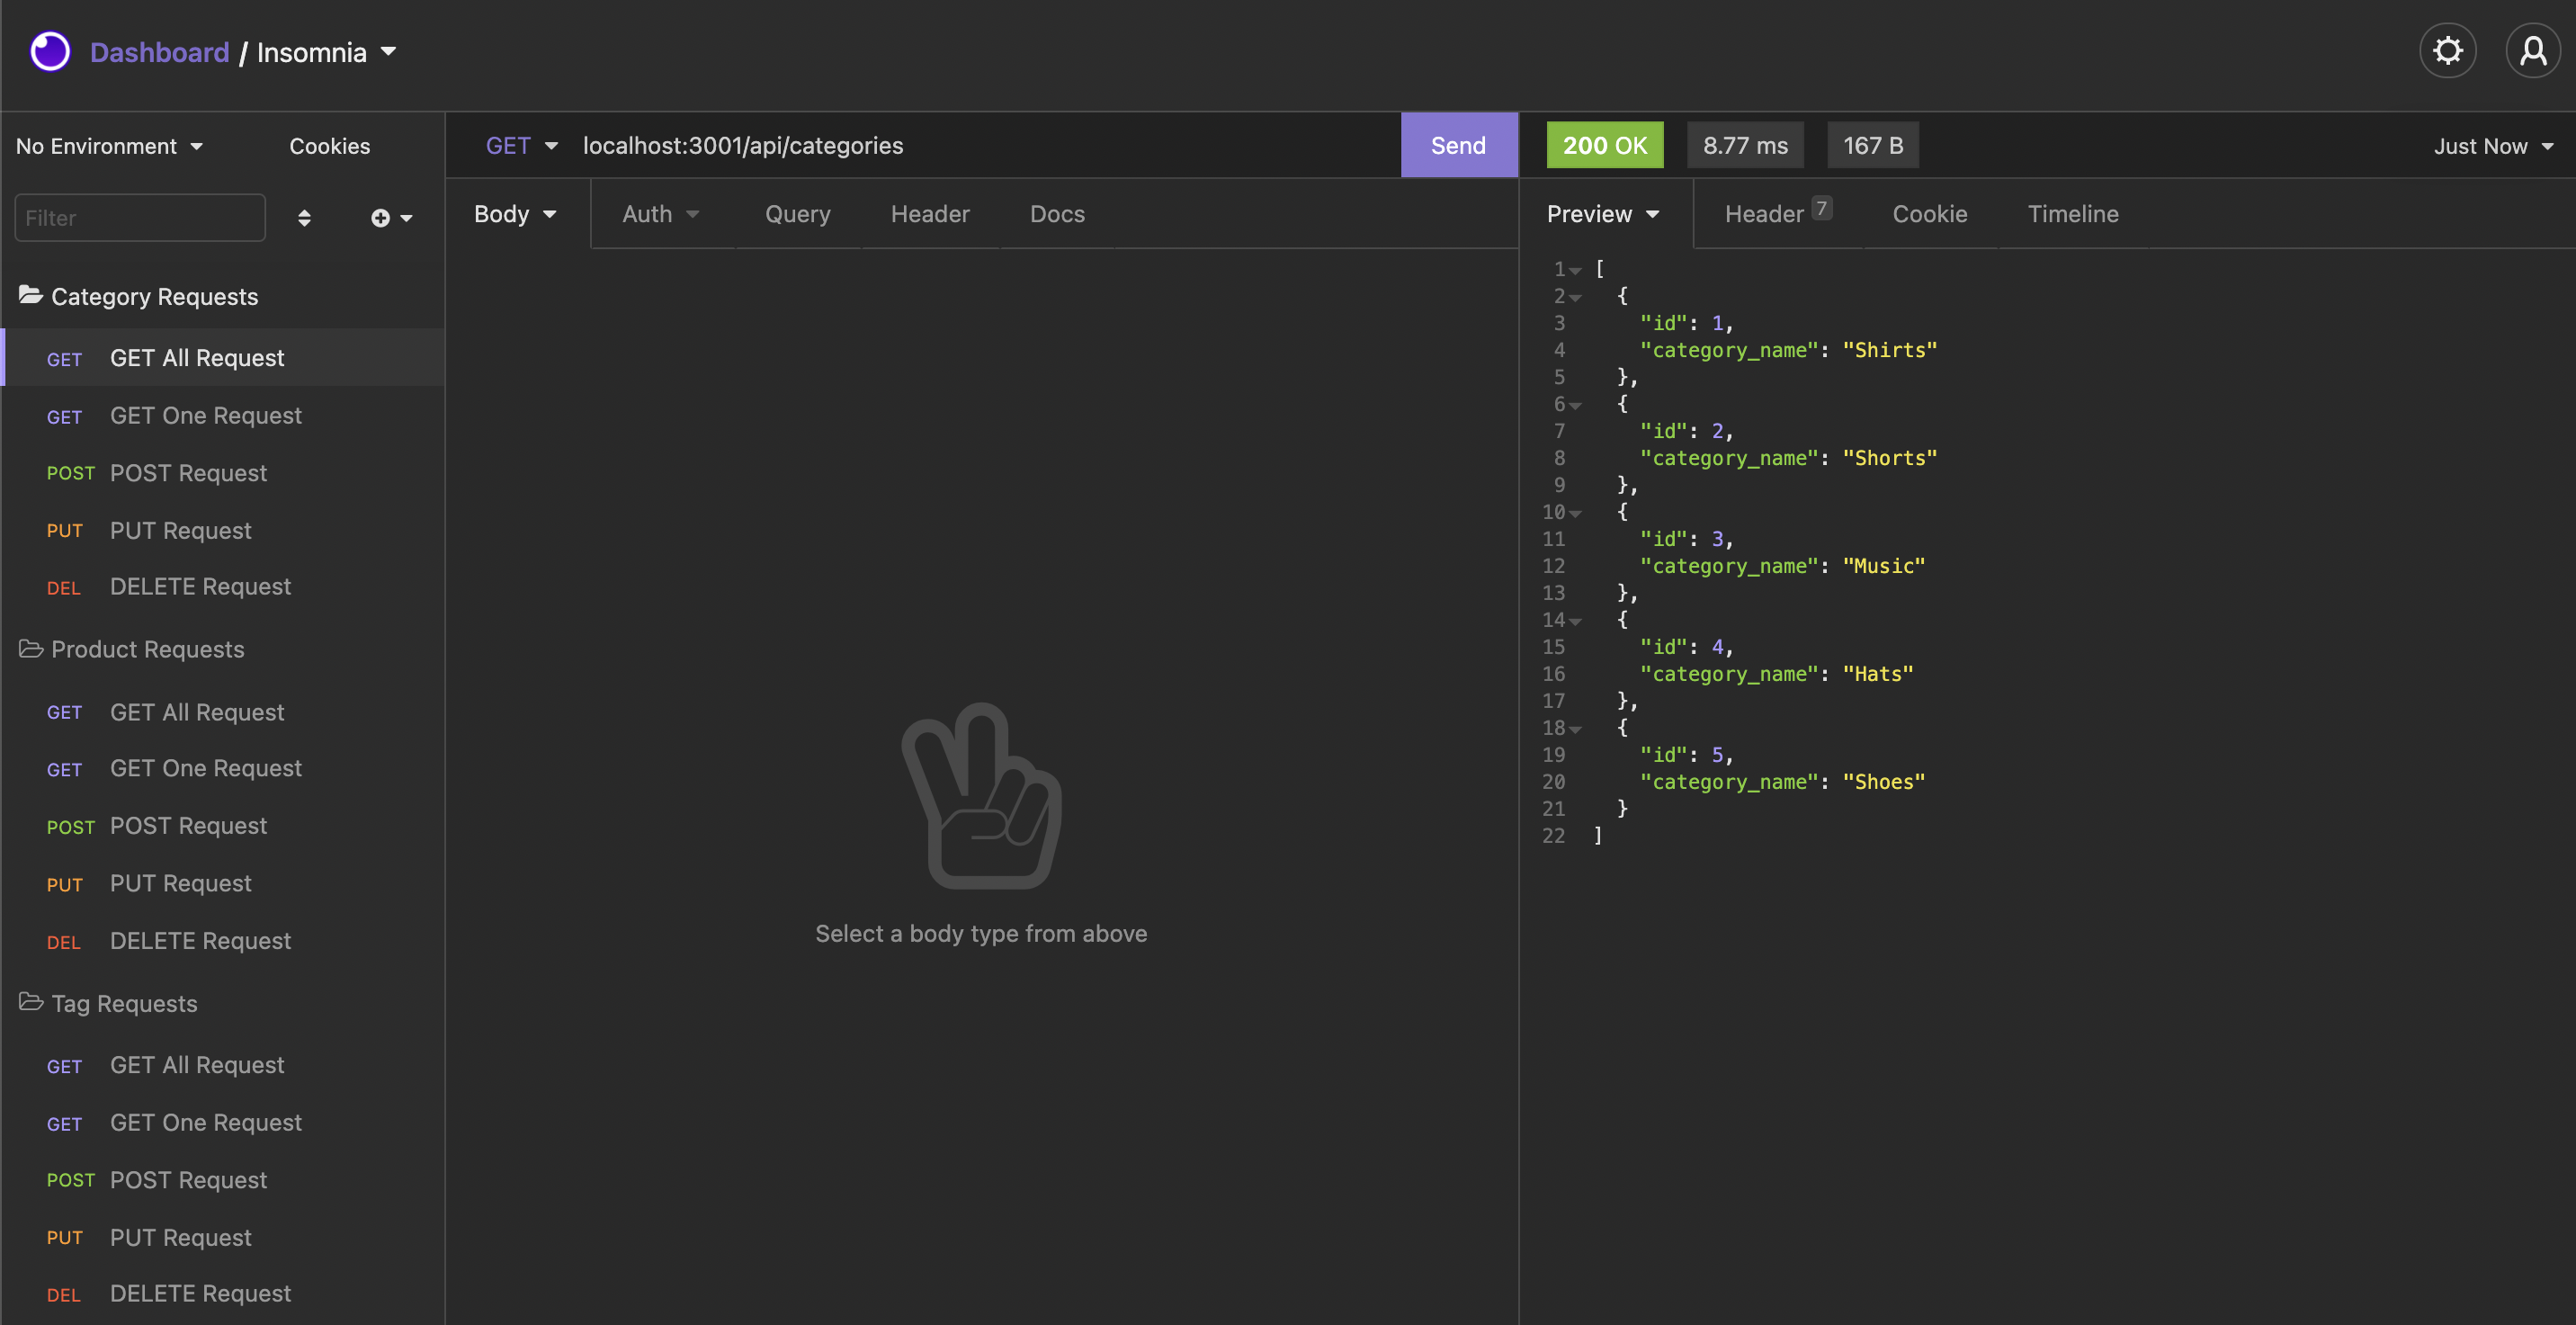 Dashboard / Insomnia
No Environment Cookies
Filter
Category Requests
GET GET All Request
GET GET One Request
POST POST Request
PUT PUT Request
DEL DELETE Request
Product Requests
GET GET All Request
GET GET One Request
POST POST Request
PUT PUT Request
DEL DELETE Request
Tag Requests
GET GET All Request
GET GET One Request
POST POST Request
PUT PUT Request
DEL DELETE Request
GET localhost:3001/api/categories Send
Body Auth Query Header Docs
Select a body type from above
200 OK 8.77 ms 167 B Just Now
Preview Header 7 Cookie Timeline
1 [
2 {
3 "id": 1,
4 "category_name": "Shirts"
5 },
6 {
7 "id": 2,
8 "category_name": "Shorts"
9 },
10 {
11 "id": 3,
12 "category_name": "Music"
13 },
14 {
15 "id": 4,
16 "category_name": "Hats"
17 },
18 {
19 "id": 5,
20 "category_name": "Shoes"
21 }
22 ]